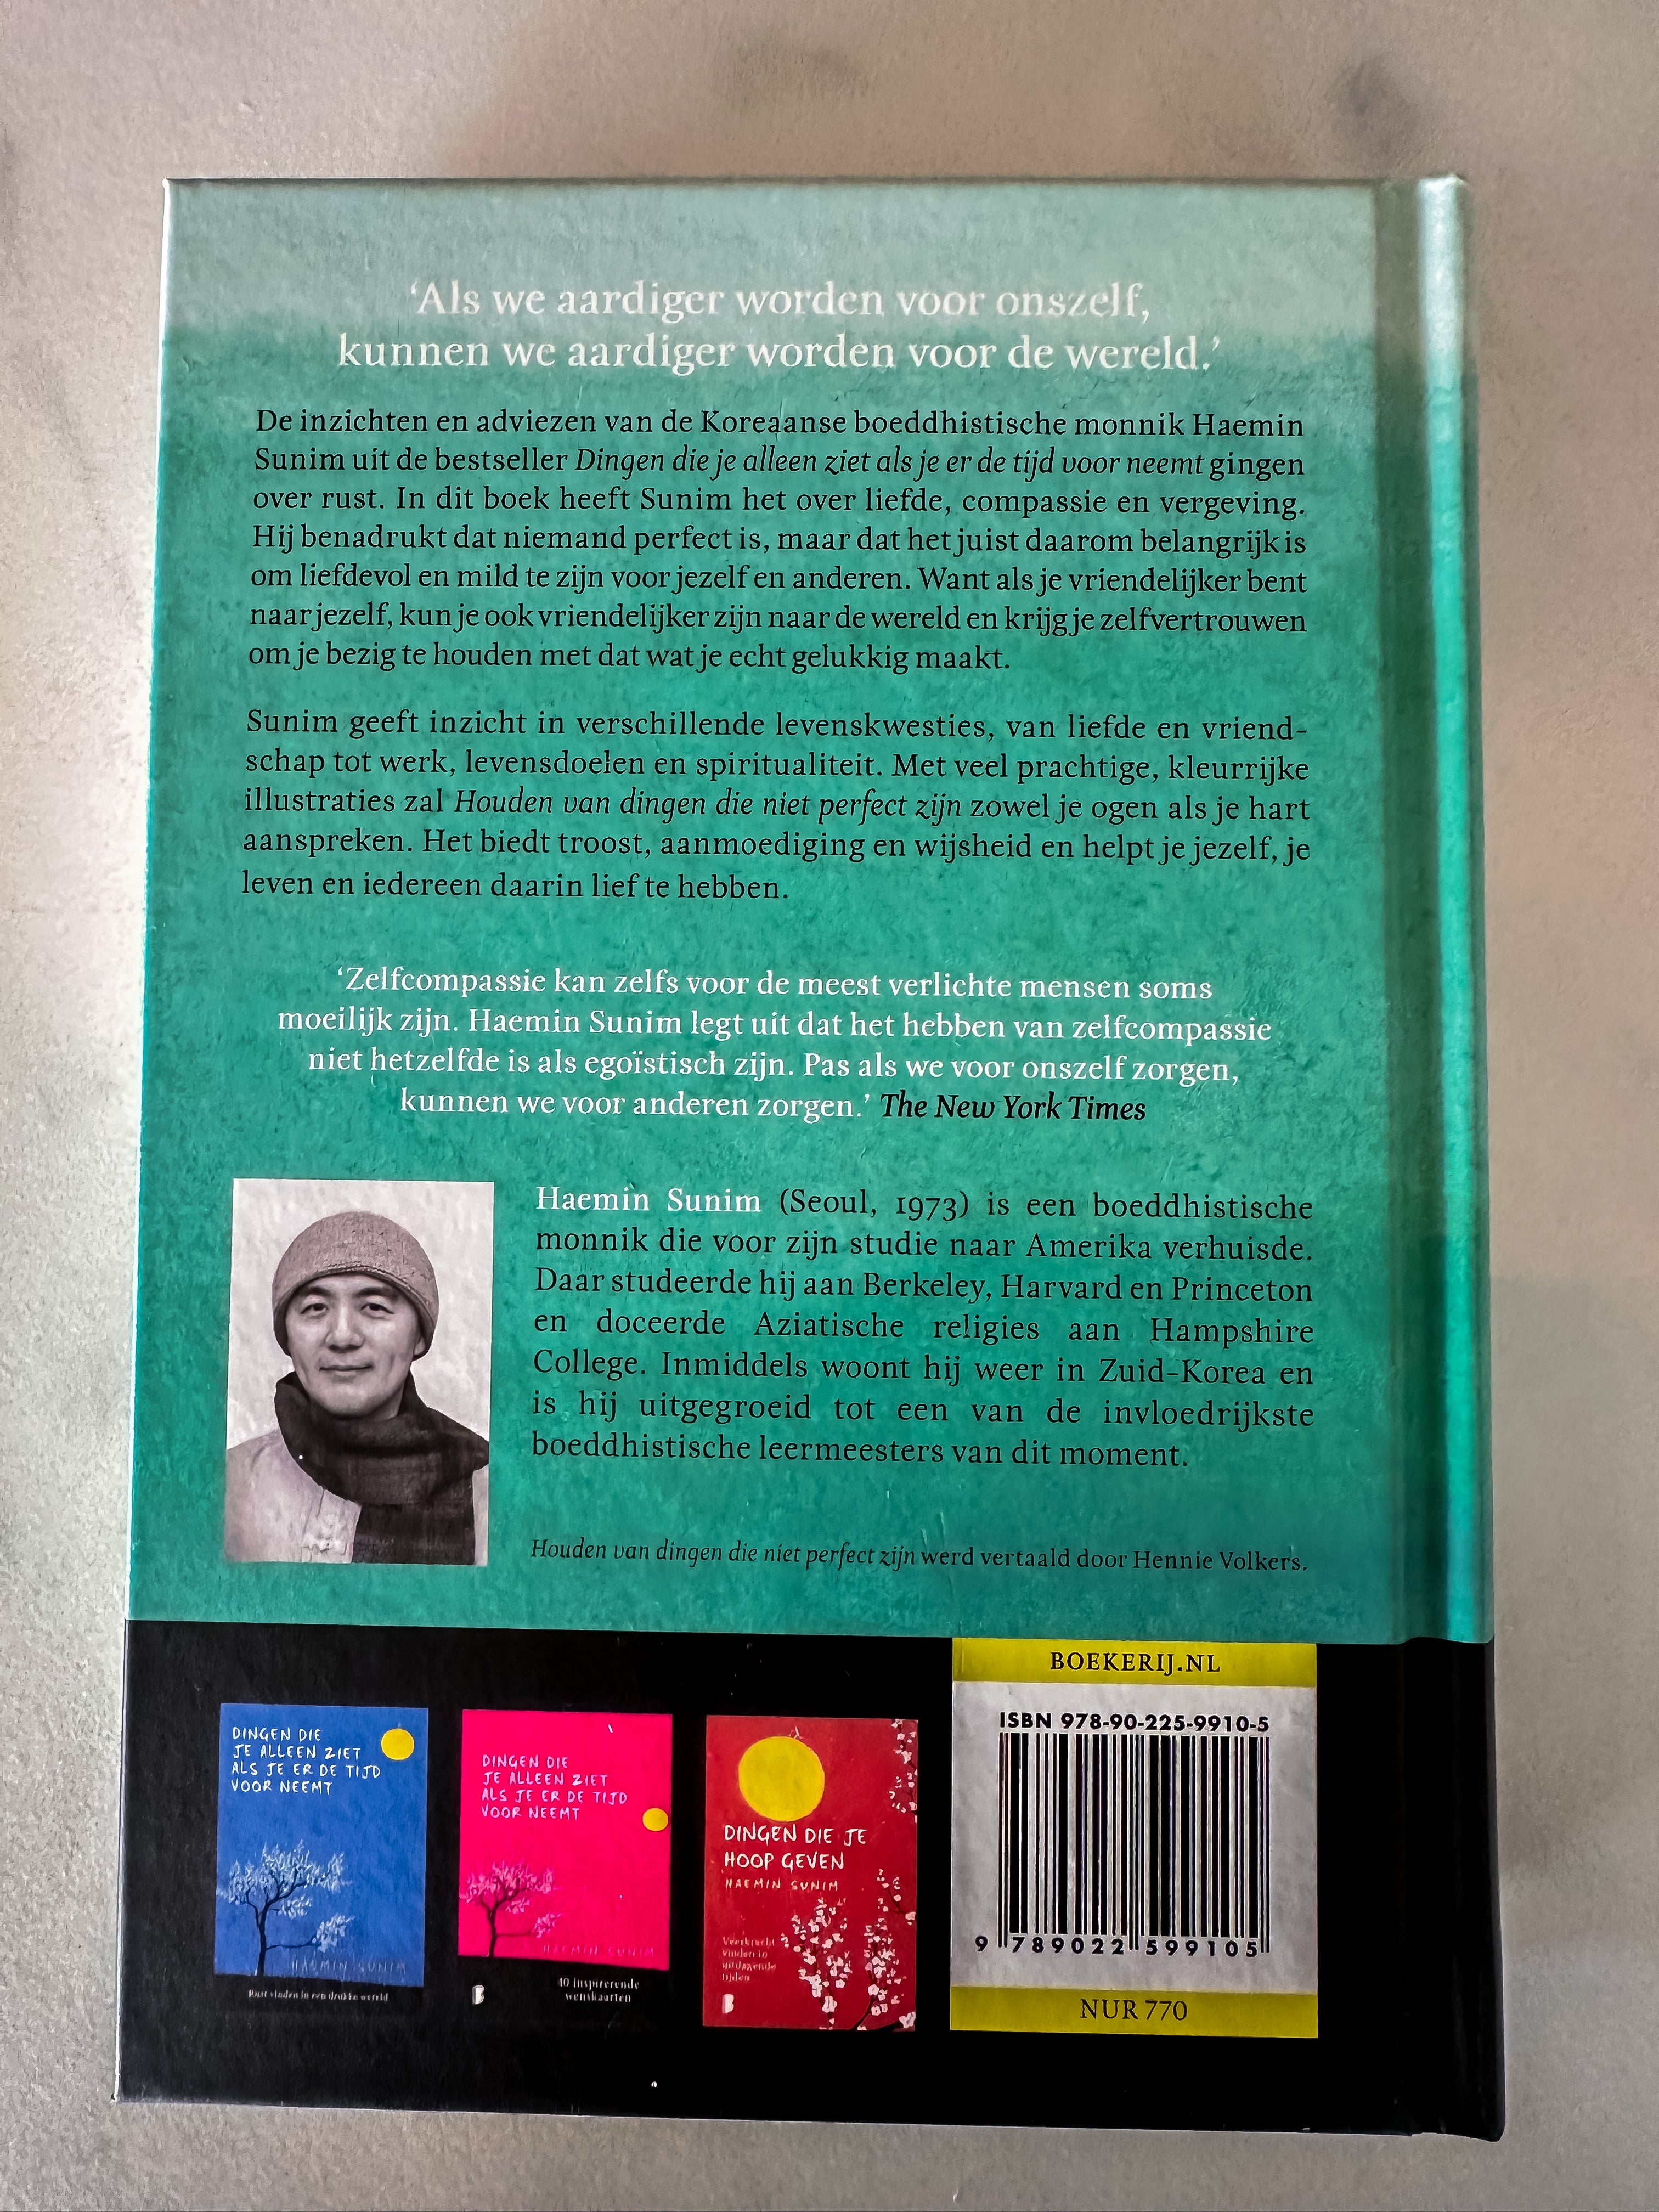 ‘Als we aardiger worden voor onszelf,
kunnen we aardiger worden voor de wereld.’
De inzichten en adviezen van de Koreaanse boeddhistische monnik Haemin
Sunim uit de bestseller Dingen die je alleen ziet als je er de tijd voor neemt gingen
over rust. In dit boek heeft Sunim het over liefde, compassie en vergeving.
Hij benadrukt dat niemand perfect is, maar dat het juist daarom belangrijk is
om liefdevol en mild te zijn voor jezelf en anderen. Want als je vriendelijker bent
naar jezelf, kun je ook vriendelijker zijn naar de wereld en krijg je zelfvertrouwen
om je bezig te houden met dat wat je echt gelukkig maakt.
Sunim geeft inzicht in verschillende levenskwesties, van liefde en vriend-
schap tot werk, levensdoelen en spiritualiteit. Met veel prachtige, kleurrijke
illustraties zal Houden van dingen die niet perfect zijn zowel je ogen als je hart
aanspreken. Het biedt troost, aanmoediging en wijsheid en helpt je jezelf, je
leven en iedereen daarin lief te hebben.
‘Zelfcompassie kan zelfs voor de meest verlichte mensen soms
moeilijk zijn. Haemin Sunim legt uit dat het hebben van zelfcompassie
niet hetzelfde is als egoïstisch zijn. Pas als we voor onszelf zorgen,
kunnen we voor anderen zorgen.’ The New York Times
Haemin Sunim (Seoul, 1973) is een boeddhistische
monnik die voor zijn studie naar Amerika verhuisde.
Daar studeerde hij aan Berkeley, Harvard en Princeton
en doceerde Aziatische religies aan Hampshire
College. Inmiddels woont hij weer in Zuid-Korea en
is hij uitgegroeid tot een van de invloedrijkste
boeddhistische leermeesters van dit moment.
Houden van dingen die niet perfect zijn werd vertaald door Hennie Volkers.
DINGEN DIE
JE ALLEEN ZIET
ALS JE ER DE TIJD
VOOR NEEMT
HAEMIN SUNIM
Rust vinden in een drukke wereld
DINGEN DIE
JE ALLEEN ZIET
ALS JE ER DE TIJD
VOOR NEEMT
HAEMIN SUNIM
40 inspirerende
wenskaarten
DINGEN DIE JE
HOOP GEVEN
HAEMIN SUNIM
Veerkracht
vinden in
uitdagende
tijden
BOEKERIJ.NL
ISBN 978-90-225-9910-5
9 789022 599105
NUR 770